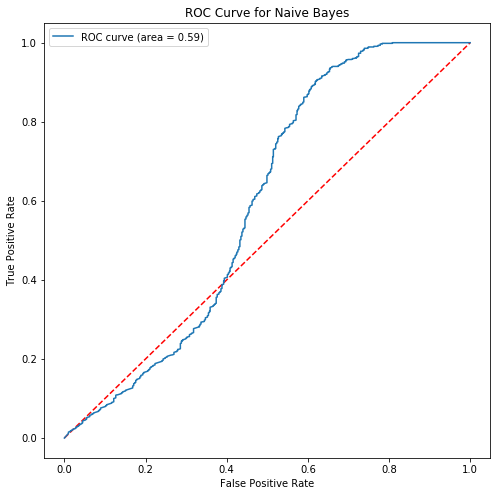 ROC Curve for Naive Bayes
ROC curve (area = 0.59)
1.0
0.8
0.6
0.4
0.2
0.0
True Positive Rate
0.0 0.2 0.4 0.6 0.8 1.0
False Positive Rate